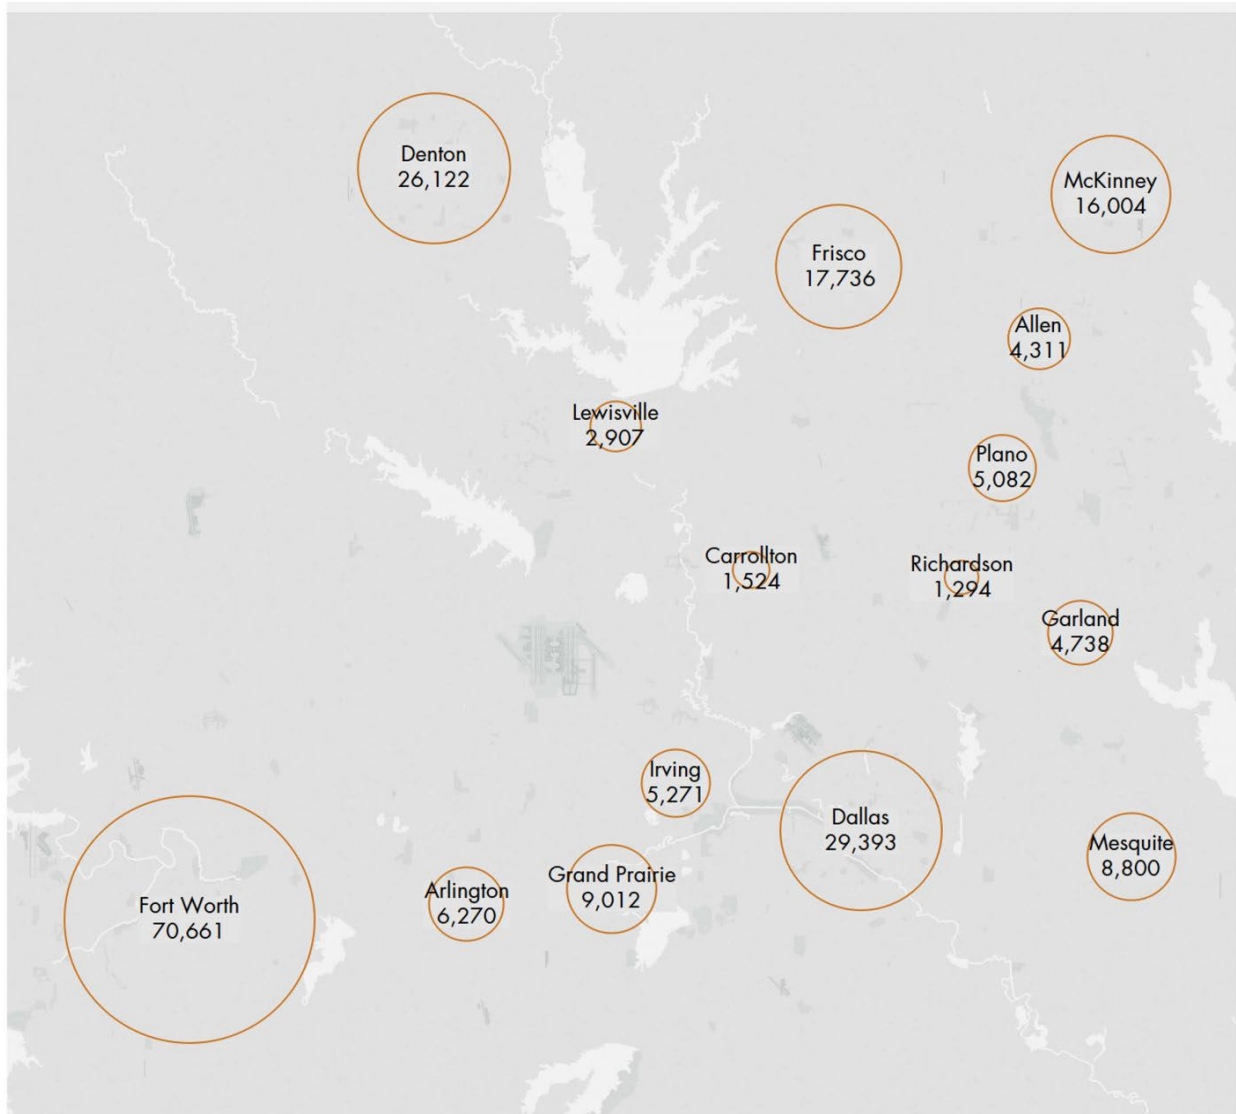 Denton
26,122
McKinney
16,004
Frisco
17,736
Allen
4,311
Lewisville
2,907
Plano
5,082
Carrollton
1,524
Richardson
1,294
Garland
4,738
Irving
5,271
Dallas
29,393
Mesquite
8,800
Grand Prairie
9,012
Arlington
6,270
Fort Worth
70,661